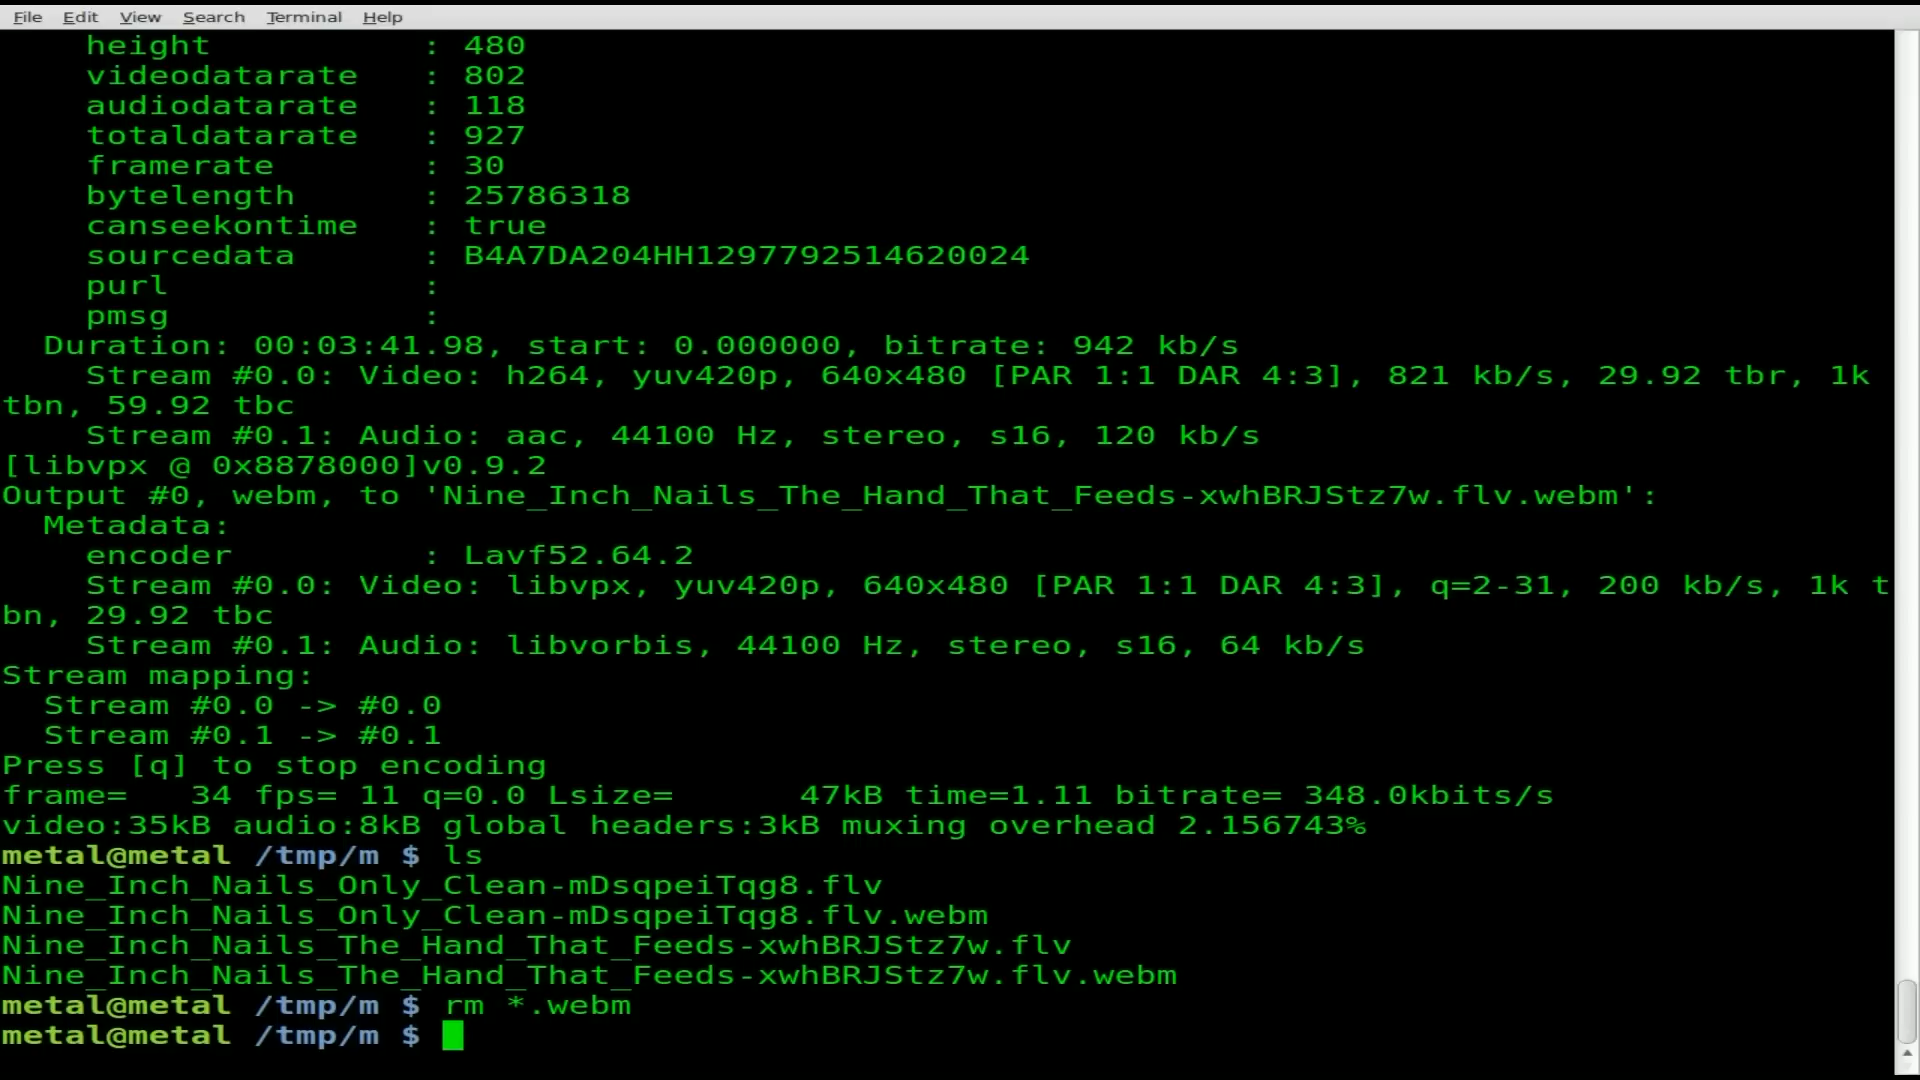 File Edit View Search Terminal Help
height : 480
videodatarate : 802
audiodatarate : 118
totaldatarate : 927
framerate : 30
bytelength : 25786318
canseekontime : true
sourcedata : B4A7DA204HH1297792514620024
purl :
pmsg :
Duration: 00:03:41.98, start: 0.000000, bitrate: 942 kb/s
Stream #0.0: Video: h264, yuv420p, 640x480 [PAR 1:1 DAR 4:3], 821 kb/s, 29.92 tbr, 1k
tbn, 59.92 tbc
Stream #0.1: Audio: aac, 44100 Hz, stereo, s16, 120 kb/s
[libvpx @ 0x8878000]v0.9.2
Output #0, webm, to 'Nine_Inch_Nails_The_Hand_That_Feeds-xwhBRJStz7w.flv.webm':
Metadata:
encoder : Lavf52.64.2
Stream #0.0: Video: libvpx, yuv420p, 640x480 [PAR 1:1 DAR 4:3], q=2-31, 200 kb/s, 1k t
bn, 29.92 tbc
Stream #0.1: Audio: libvorbis, 44100 Hz, stereo, s16, 64 kb/s
Stream mapping:
Stream #0.0 -> #0.0
Stream #0.1 -> #0.1
Press [q] to stop encoding
frame= 34 fps= 11 q=0.0 Lsize= 47kB time=1.11 bitrate= 348.0kbits/s
video:35kB audio:8kB global headers:3kB muxing overhead 2.156743%
metal@metal /tmp/m $ ls
Nine_Inch_Nails_Only_Clean-mDsqpeiTqg8.flv
Nine_Inch_Nails_Only_Clean-mDsqpeiTqg8.flv.webm
Nine_Inch_Nails_The_Hand_That_Feeds-xwhBRJStz7w.flv
Nine_Inch_Nails_The_Hand_That_Feeds-xwhBRJStz7w.flv.webm
metal@metal /tmp/m $ rm *.webm
metal@metal /tmp/m $